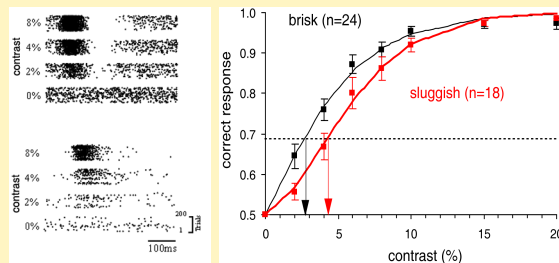 8%
4%
2%
0%
contrast
8%
4%
2%
0%
contrast
200
1
Trials
100ms
brisk (n=24)
sluggish (n=18)
1.0
0.9
0.8
0.7
0.6
0.5
correct response
0 5 10 15 20
contrast (%)